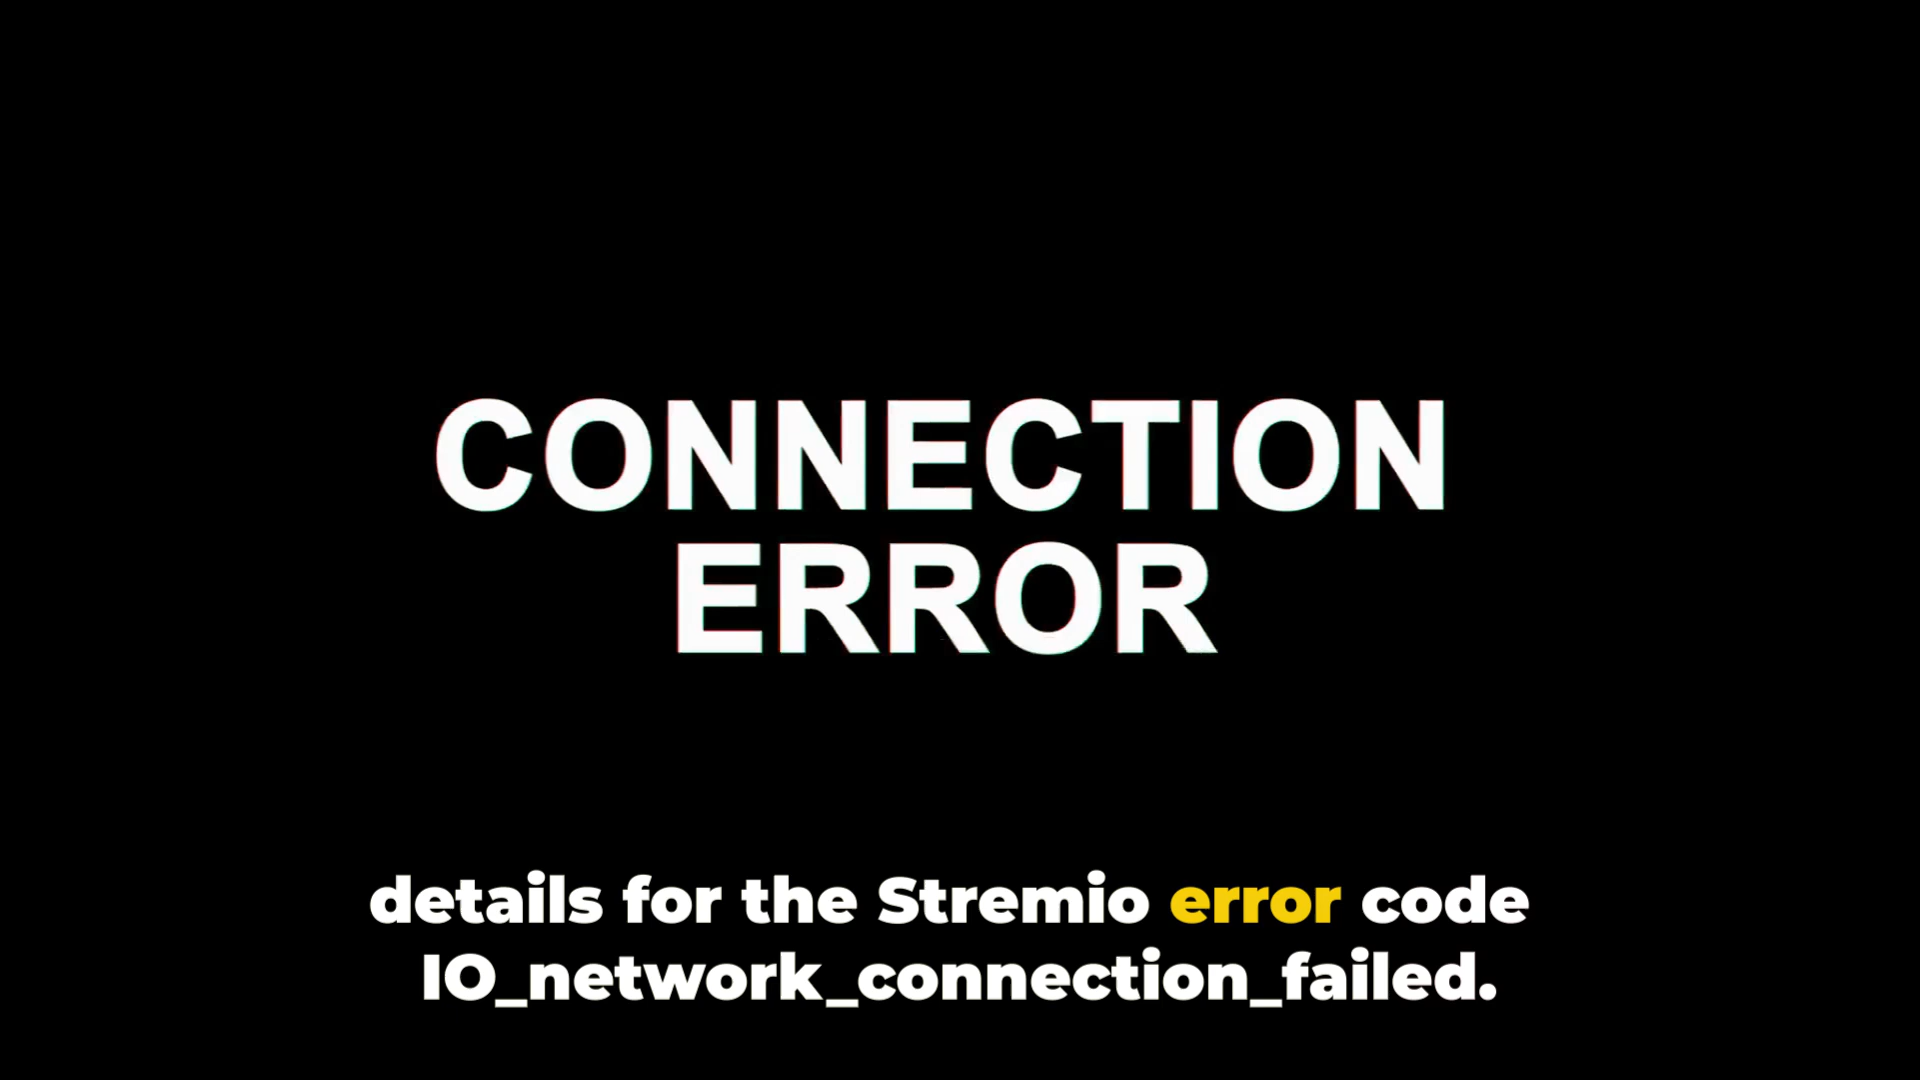 CONNECTION
ERROR
details for the Stremio error code
IO_network_connection_failed.